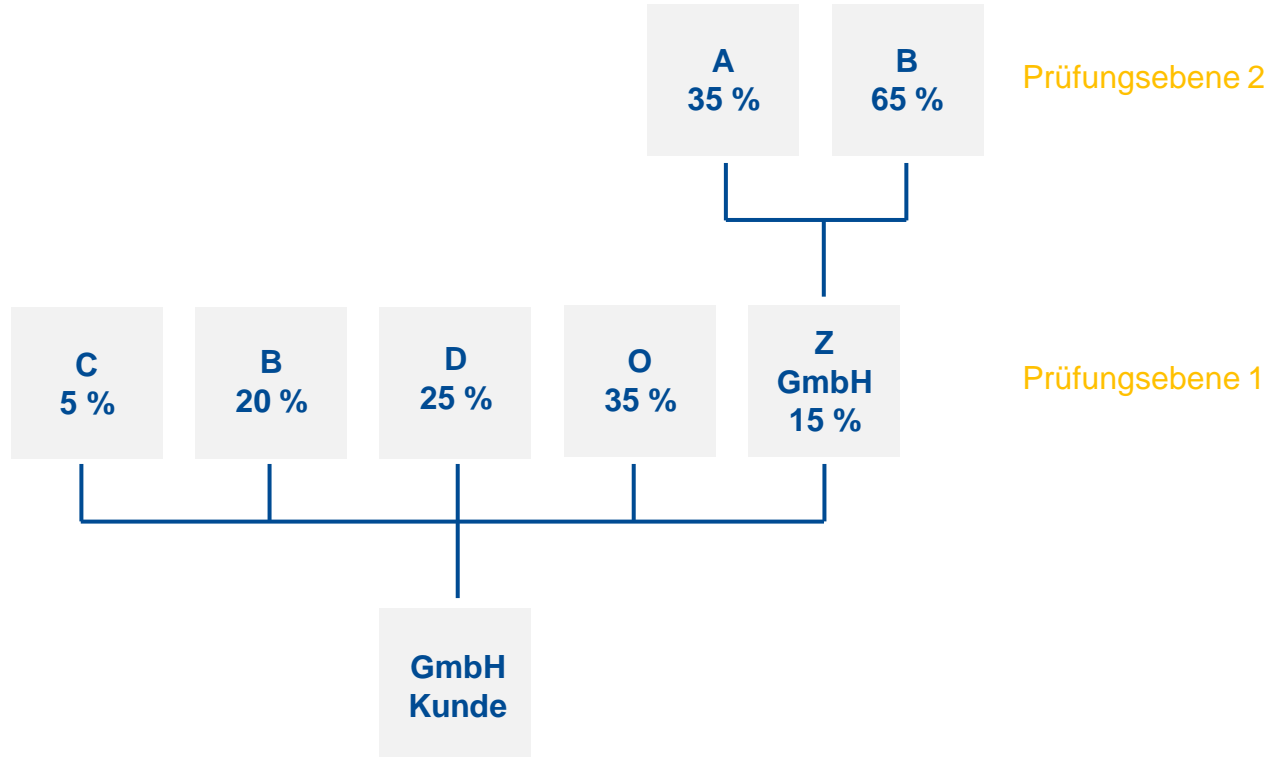 A
35 %
B
65 %
Prüfungsebene 2
C
5 %
B
20 %
D
25 %
O
35 %
Z
GmbH
15 %
Prüfungsebene 1
GmbH
Kunde